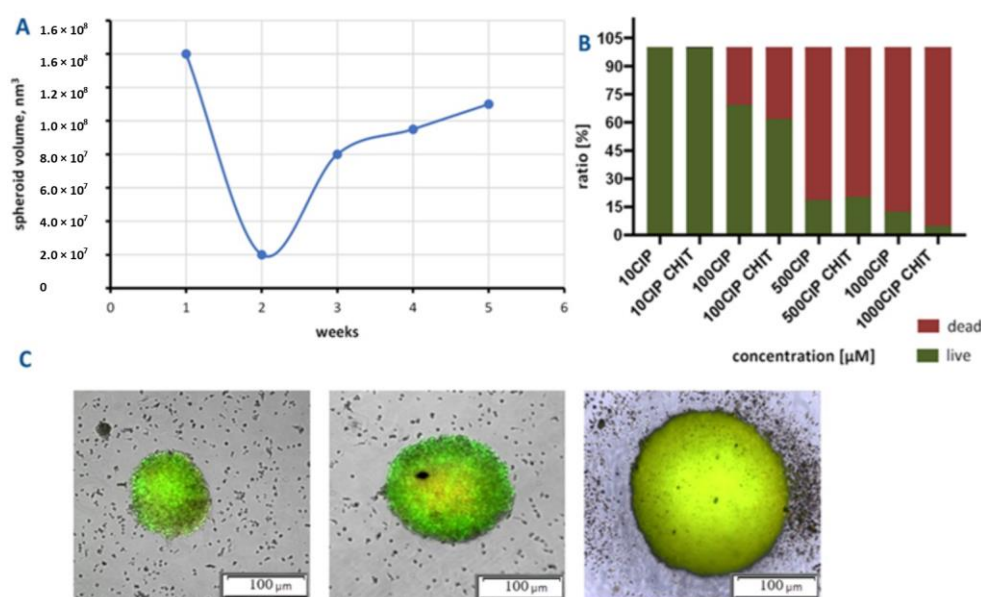 A
1.6 × 10⁸
1.6 × 10⁸
1.2 × 10⁸
1.0 × 10⁸
8.0 × 10⁷
6.0 × 10⁷
4.0 × 10⁷
2.0 × 10⁷
0
spheroid volume, nm³
0 1 2 3 4 5 6
weeks
B
105
90
75
60
45
30
15
0
ratio [%]
10CIP
10CIP CHIT
100CIP
100CIP CHIT
500CIP
500CIP CHIT
1000CIP
1000CIP CHIT
concentration [μM]
dead
live
C
100 μm
100 μm
100 μm